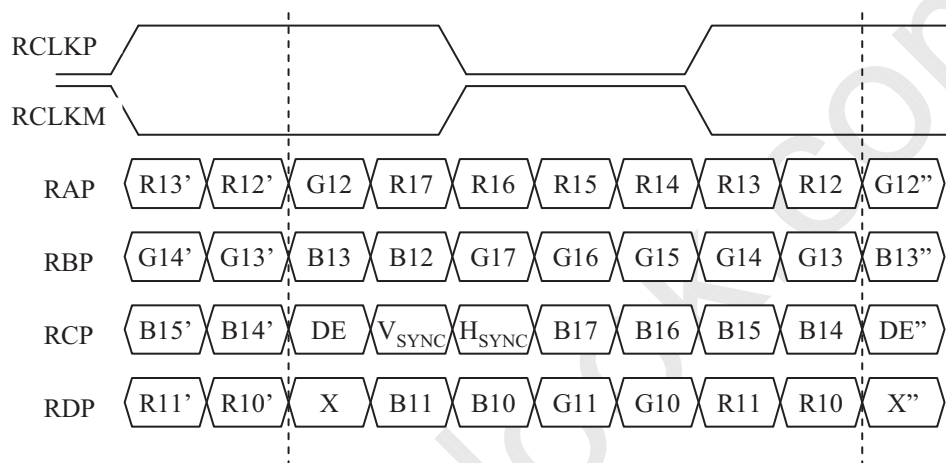 RCLKP
RCLKM
RAP R13’ R12’ G12 R17 R16 R15 R14 R13 R12 G12”
RBP G14’ G13’ B13 B12 G17 G16 G15 G14 G13 B13”
RCP B15’ B14’ DE VSYNC HSYNC B17 B16 B15 B14 DE”
RDP R11’ R10’ X B11 B10 G11 G10 R11 R10 X”